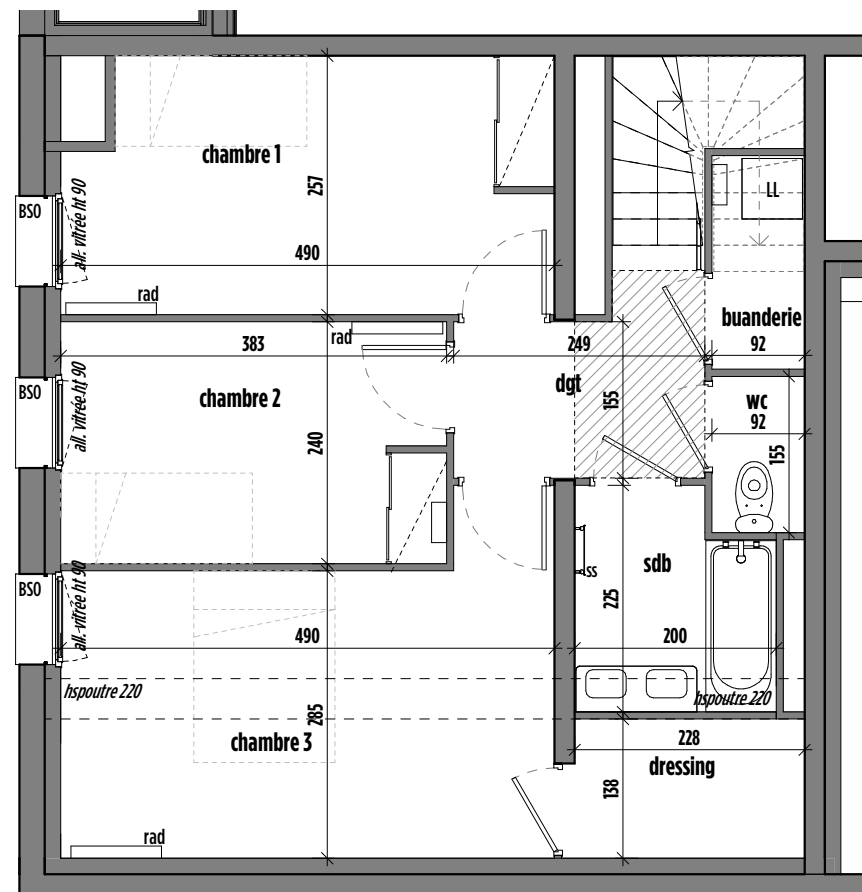 chambre 1
257
LL
BSO
all. vitrée ht 90
490
rad
buanderie
92
383
rad
249
dgt
155
wc
92
155
BSO
all. vitrée ht 90
chambre 2
240
BSO
all. vitrée ht 90
ss
sdb
225
490
200
hspoutre 220
hspoutre 220
285
chambre 3
228
dressing
138
rad